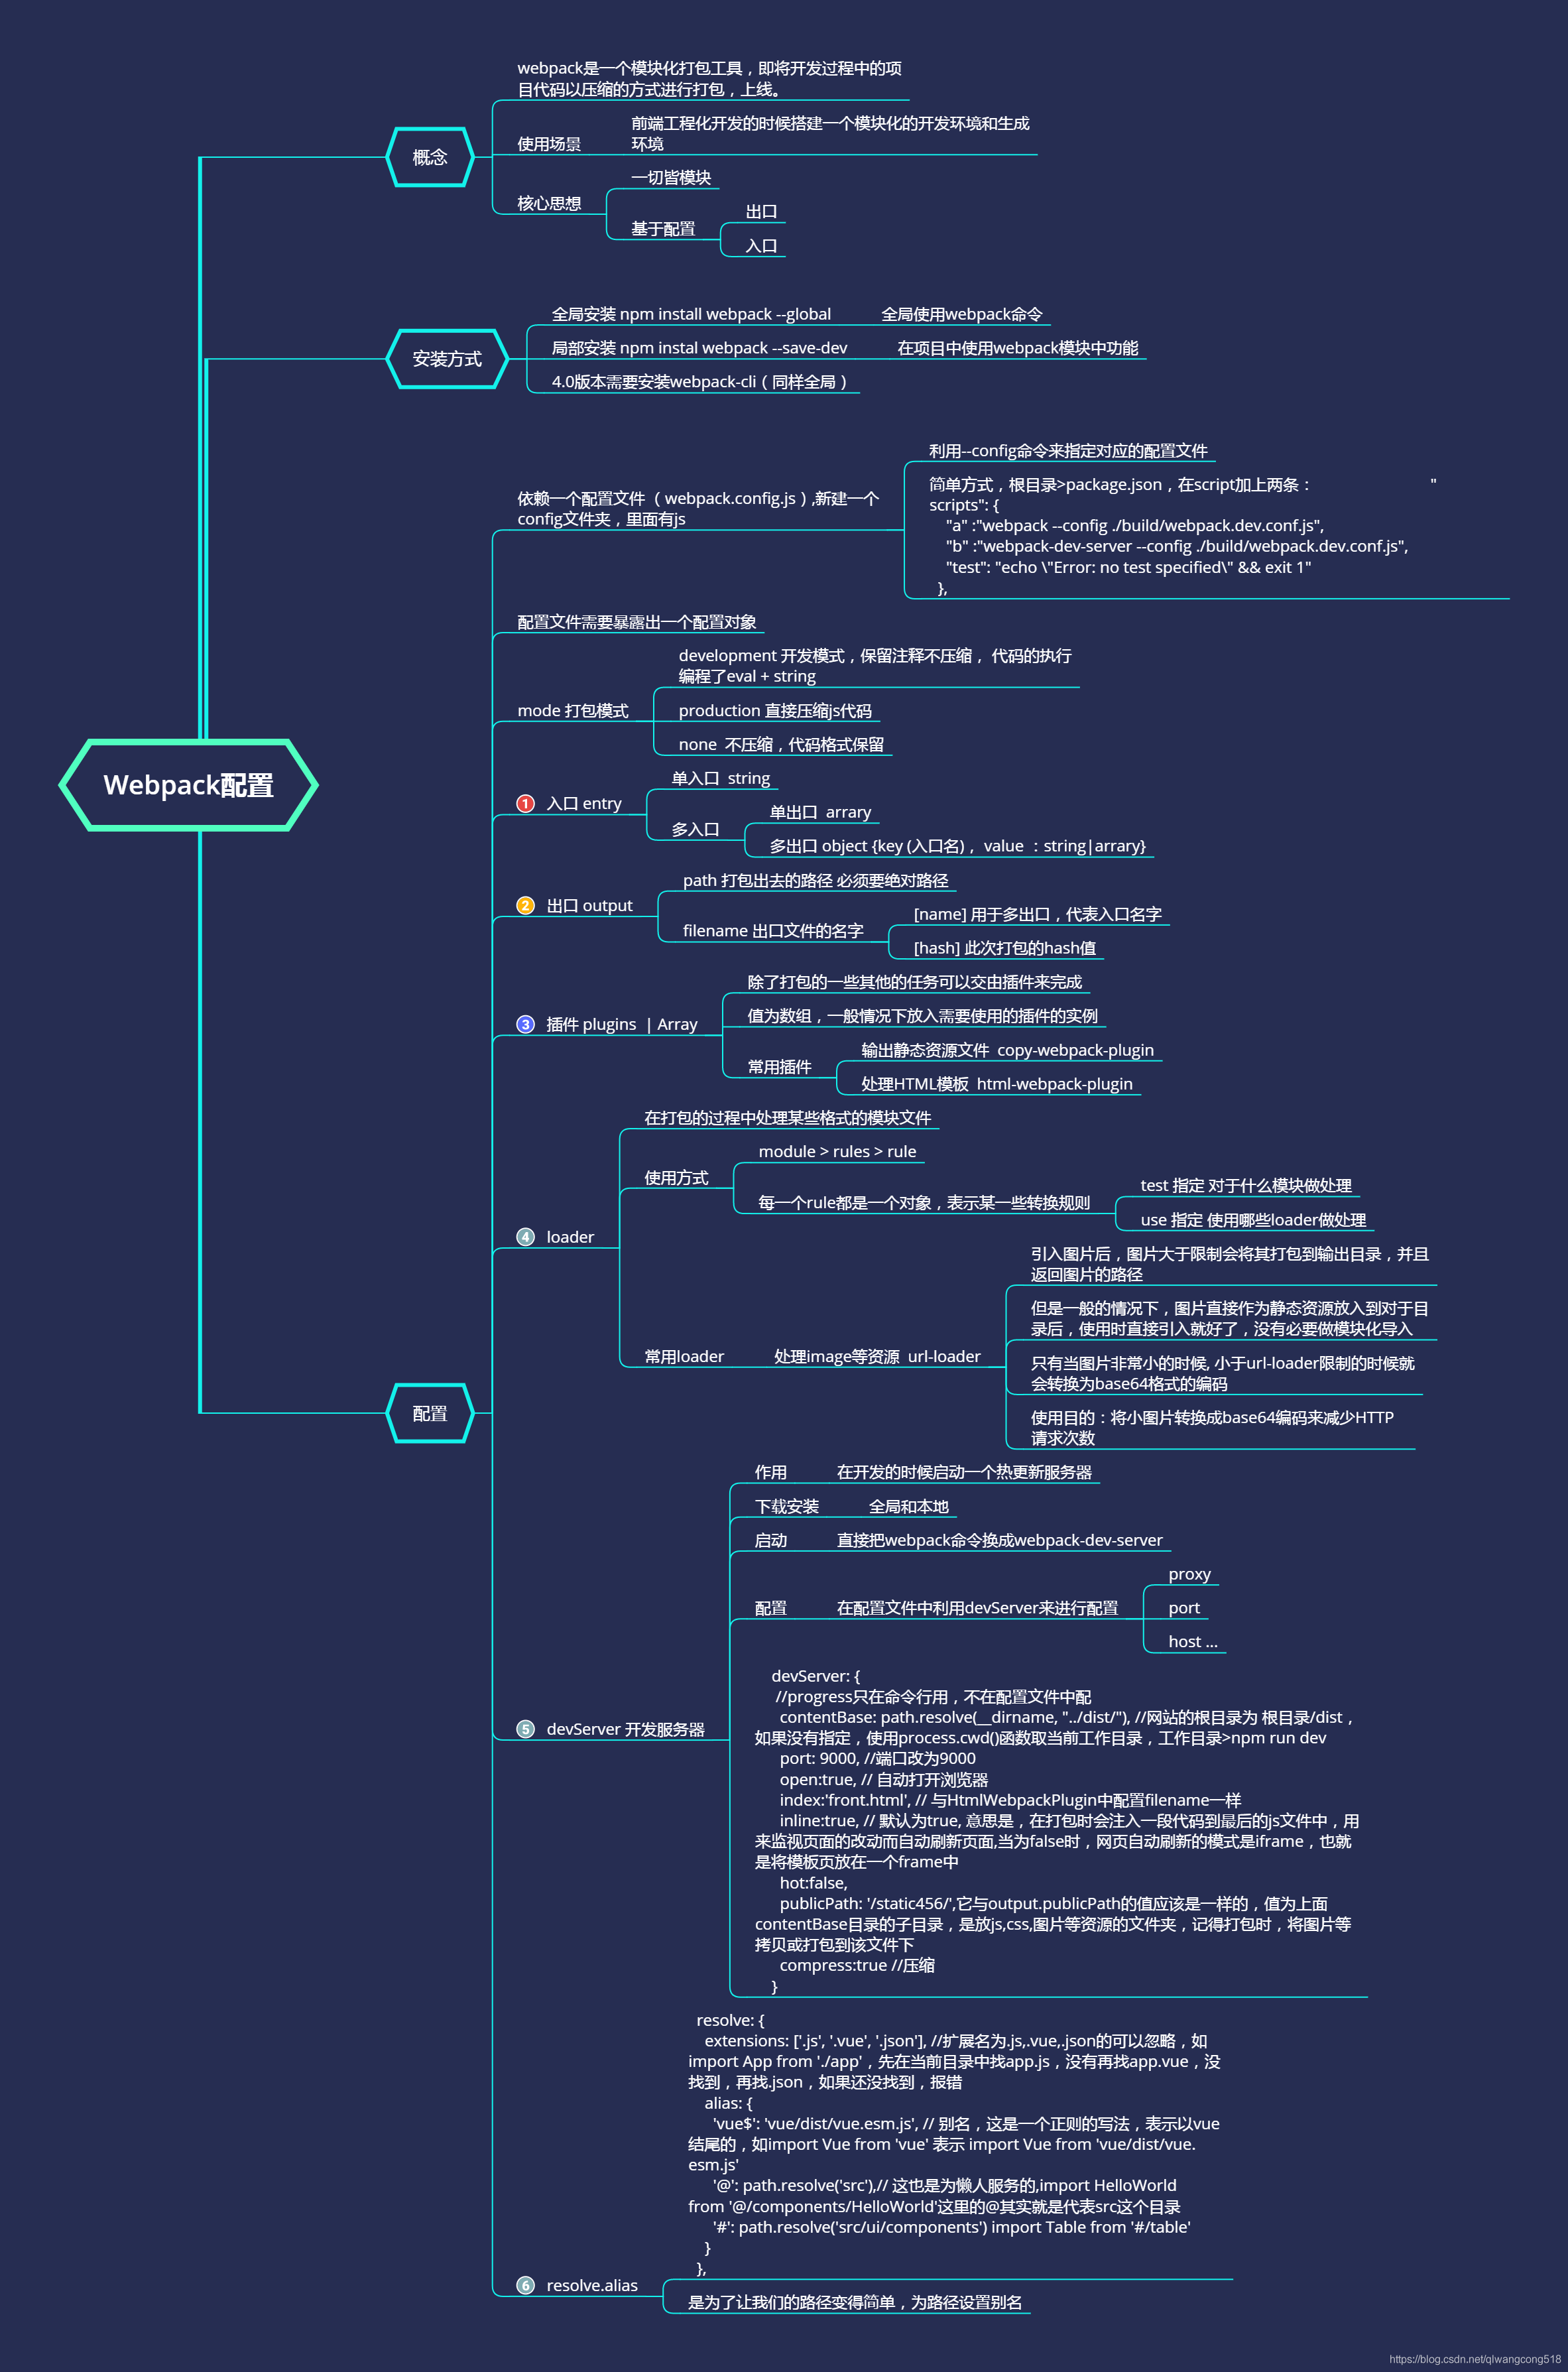 webpack是一个模块化打包工具，即将开发过程中的项
目代码以压缩的方式进行打包，上线。
概念
使用场景
前端工程化开发的时候搭建一个模块化的开发环境和生成
环境
核心思想
一切皆模块
基于配置
出口
入口
安装方式
全局安装 npm install webpack --global
全局使用webpack命令
局部安装 npm instal webpack --save-dev
在项目中使用webpack模块中功能
4.0版本需要安装webpack-cli（同样全局）
Webpack配置
配置
依赖一个配置文件 （webpack.config.js）,新建一个
config文件夹，里面有js
利用--config命令来指定对应的配置文件
简单方式，根目录>package.json，在script加上两条： "
scripts": {
"a" :"webpack --config ./build/webpack.dev.conf.js",
"b" :"webpack-dev-server --config ./build/webpack.dev.conf.js",
"test": "echo \"Error: no test specified\" && exit 1"
},
配置文件需要暴露出一个配置对象
mode 打包模式
development 开发模式，保留注释不压缩， 代码的执行
编程了eval + string
production 直接压缩js代码
none 不压缩，代码格式保留
1 入口 entry
单入口 string
多入口
单出口 arrary
多出口 object {key (入口名)， value ：string|arrary}
2 出口 output
path 打包出去的路径 必须要绝对路径
filename 出口文件的名字
[name] 用于多出口，代表入口名字
[hash] 此次打包的hash值
3 插件 plugins | Array
除了打包的一些其他的任务可以交由插件来完成
值为数组，一般情况下放入需要使用的插件的实例
常用插件
输出静态资源文件 copy-webpack-plugin
处理HTML模板 html-webpack-plugin
4 loader
在打包的过程中处理某些格式的模块文件
使用方式
module > rules > rule
每一个rule都是一个对象，表示某一些转换规则
test 指定 对于什么模块做处理
use 指定 使用哪些loader做处理
常用loader
处理image等资源 url-loader
引入图片后，图片大于限制会将其打包到输出目录，并且
返回图片的路径
但是一般的情况下，图片直接作为静态资源放入到对于目
录后，使用时直接引入就好了，没有必要做模块化导入
只有当图片非常小的时候, 小于url-loader限制的时候就
会转换为base64格式的编码
使用目的：将小图片转换成base64编码来减少HTTP
请求次数
5 devServer 开发服务器
作用
在开发的时候启动一个热更新服务器
下载安装
全局和本地
启动
直接把webpack命令换成webpack-dev-server
配置
在配置文件中利用devServer来进行配置
proxy
port
host ...
devServer: {
//progress只在命令行用，不在配置文件中配
contentBase: path.resolve(__dirname, "../dist/"), //网站的根目录为 根目录/dist，
如果没有指定，使用process.cwd()函数取当前工作目录，工作目录>npm run dev
port: 9000, //端口改为9000
open:true, // 自动打开浏览器
index:'front.html', // 与HtmlWebpackPlugin中配置filename一样
inline:true, // 默认为true, 意思是，在打包时会注入一段代码到最后的js文件中，用
来监视页面的改动而自动刷新页面,当为false时，网页自动刷新的模式是iframe，也就
是将模板页放在一个frame中
hot:false,
publicPath: '/static456/',它与output.publicPath的值应该是一样的，值为上面
contentBase目录的子目录，是放js,css,图片等资源的文件夹，记得打包时，将图片等
拷贝或打包到该文件下
compress:true //压缩
}
6 resolve.alias
resolve: {
extensions: ['.js', '.vue', '.json'], //扩展名为.js,.vue,.json的可以忽略，如
import App from './app'，先在当前目录中找app.js，没有再找app.vue，没
找到，再找.json，如果还没找到，报错
alias: {
'vue$': 'vue/dist/vue.esm.js', // 别名，这是一个正则的写法，表示以vue
结尾的，如import Vue from 'vue' 表示 import Vue from 'vue/dist/vue.
esm.js'
'@': path.resolve('src'),// 这也是为懒人服务的,import HelloWorld
from '@/components/HelloWorld'这里的@其实就是代表src这个目录
'#': path.resolve('src/ui/components') import Table from '#/table'
}
},
是为了让我们的路径变得简单，为路径设置别名
https://blog.csdn.net/qlwangcong518